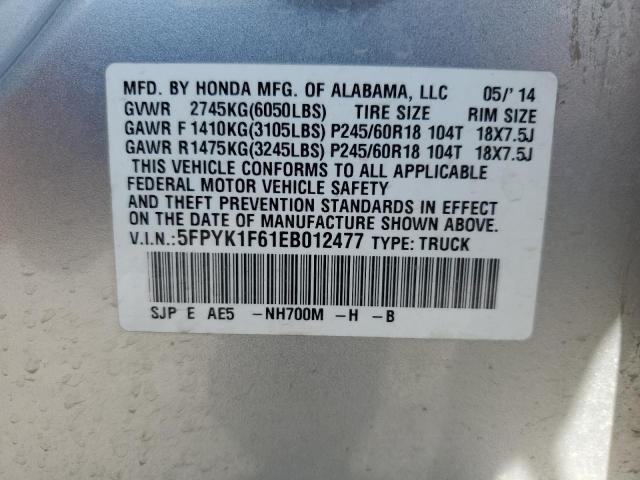 MFD. BY HONDA MFG. OF ALABAMA, LLC 05/'14
GVWR 2745KG(6050LBS) TIRE SIZE RIM SIZE
GAWR F1410KG(3105LBS) P245/60R18 104T 18X7.5J
GAWR R1475KG(3245LBS) P245/60R18 104T 18X7.5J
THIS VEHICLE CONFORMS TO ALL APPLICABLE
FEDERAL MOTOR VEHICLE SAFETY
AND THEFT PREVENTION STANDARDS IN EFFECT
ON THE DATE OF MANUFACTURE SHOWN ABOVE.
V.I.N.:5FPYK1F61EB012477 TYPE:TRUCK
SJP E AE5 -NH700M -H -B